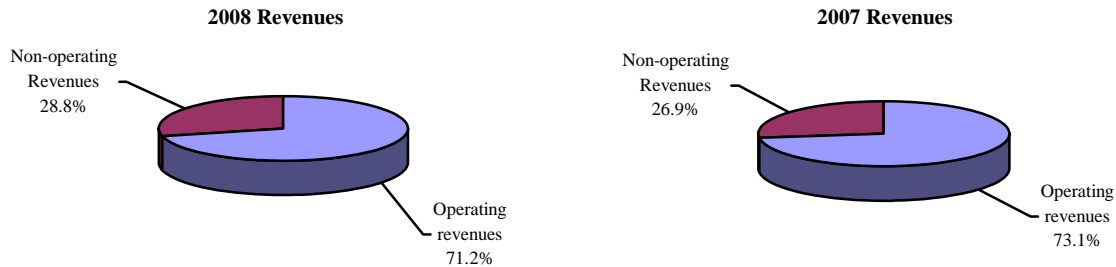 2008 Revenues
Non-operating
Revenues
28.8%
Operating
revenues
71.2%
2007 Revenues
Non-operating
Revenues
26.9%
Operating
revenues
73.1%